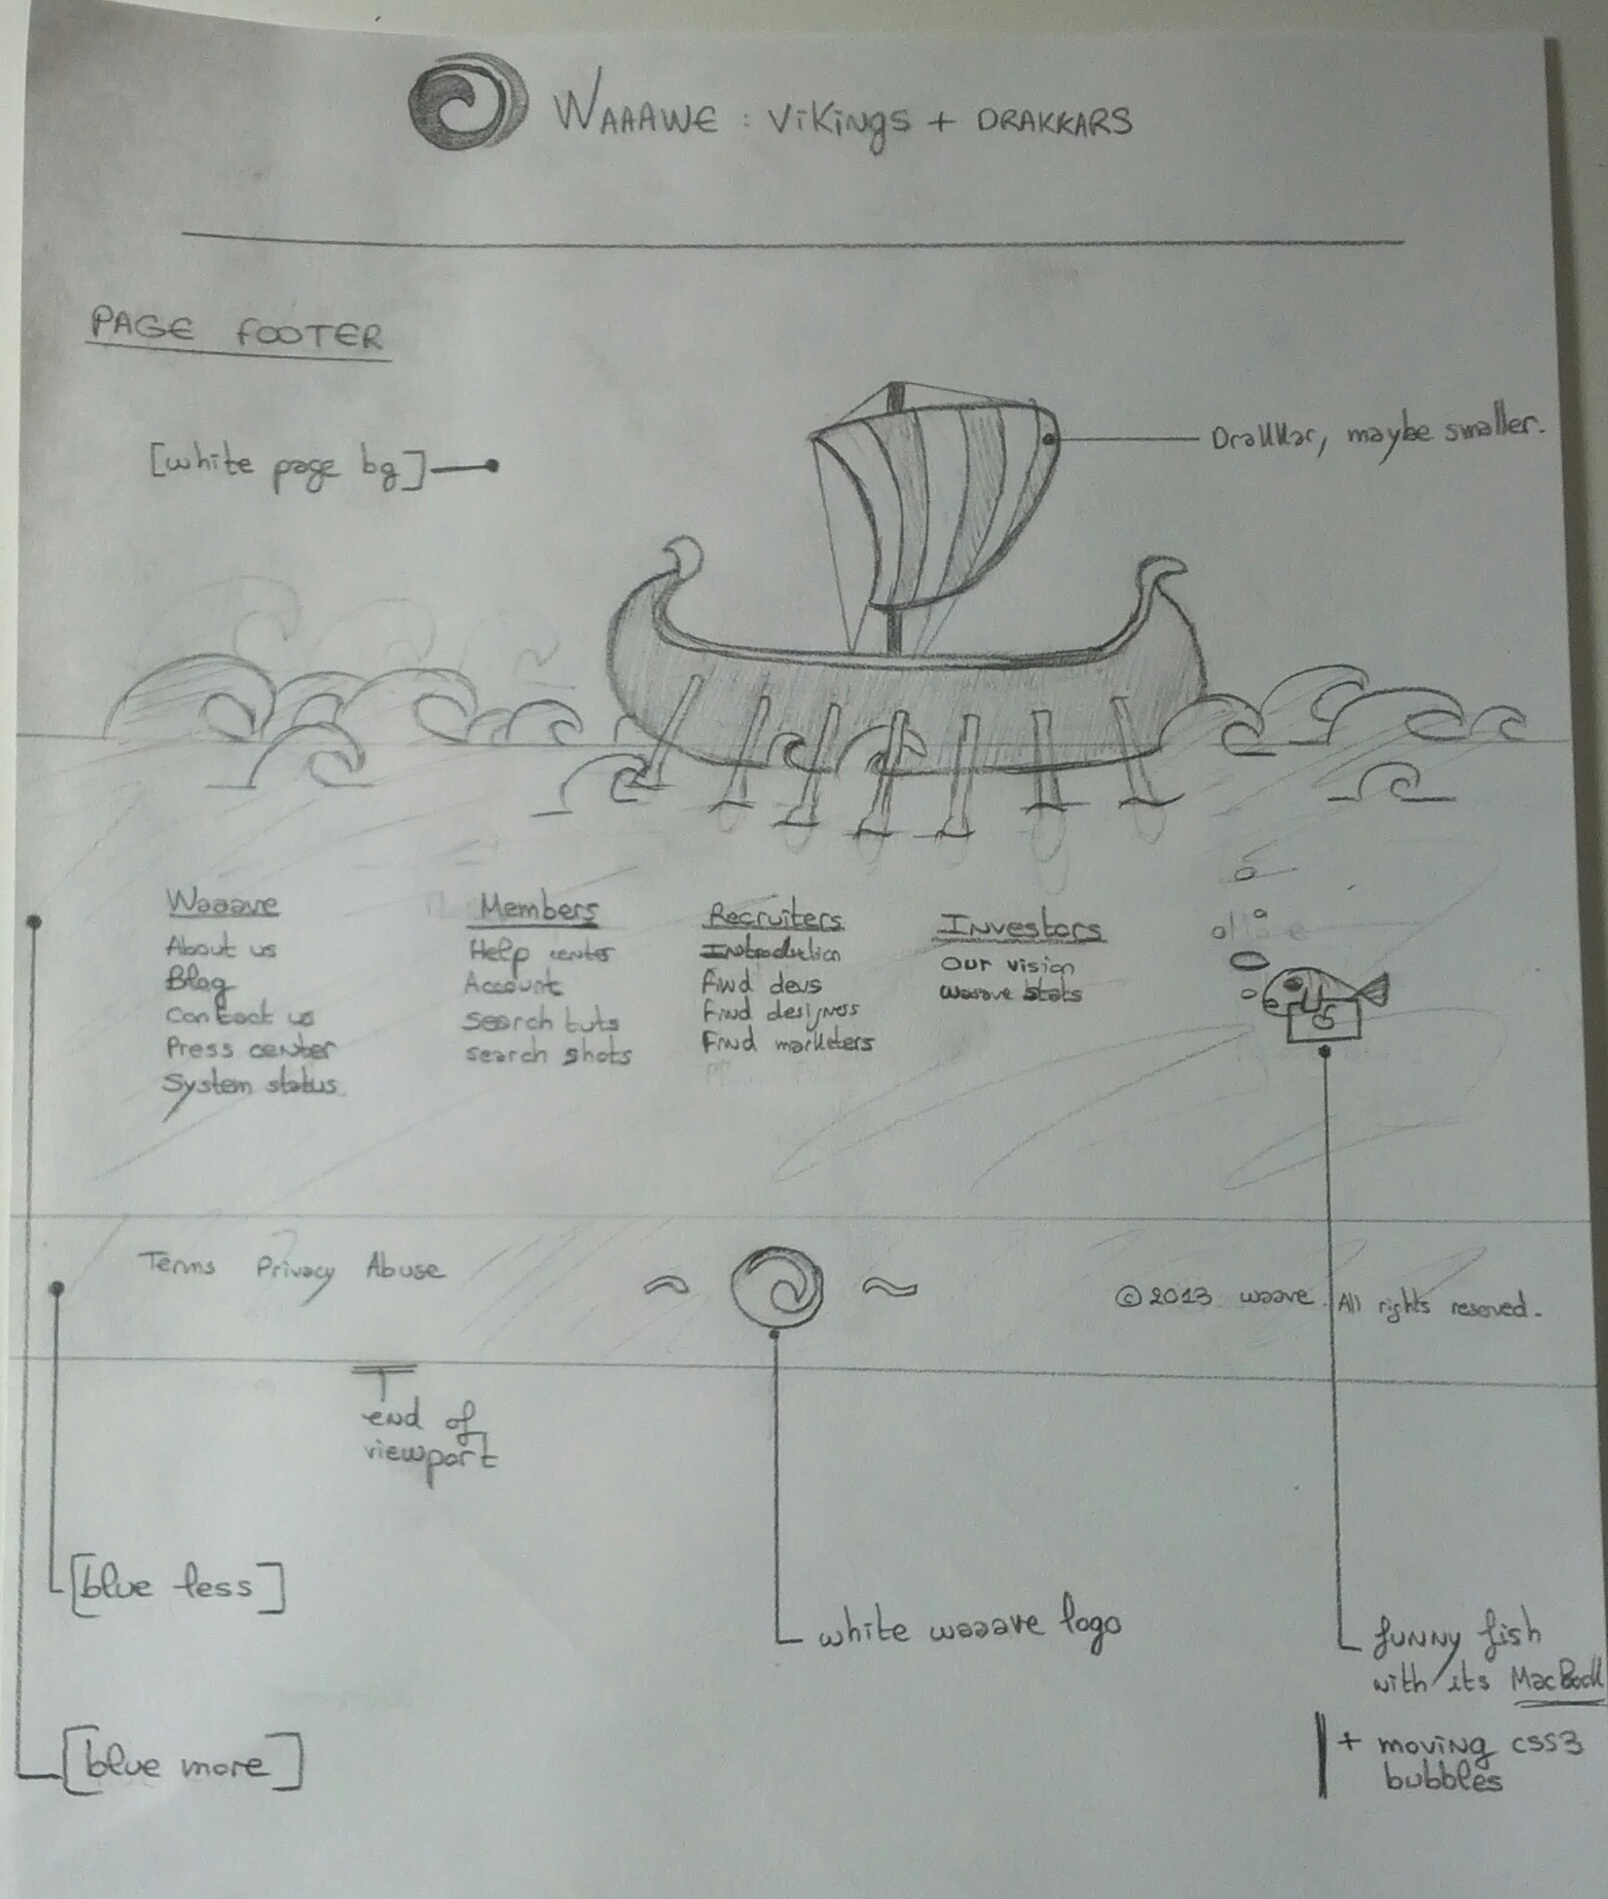 WAAAWE : ViKiNgS + DRAKKARS
PAGE FOOTER
[white page bg]
Drakkar, maybe smaller.
Waaave
About us
Blog
Contact us
Press center
System status
Members
Help center
Account
Search tuts
search shots
Recruiters
Introduction
find devs
find designess
find marketers
Investors
Our vision
waaave stats
Terms Privacy Abuse
© 2013 waave. All rights reserved.
end of
viewport
[blue less]
white waaave logo
funny fish
with its MacBook
[blue more]
+ moving css3
bubbles